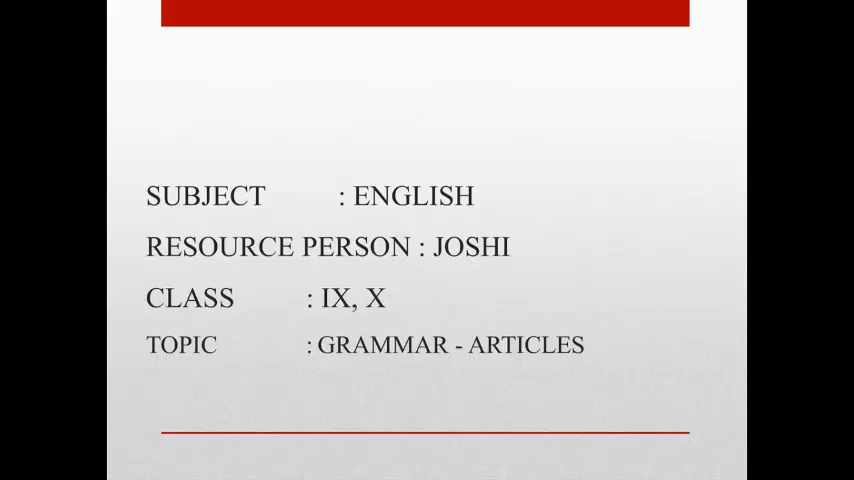 SUBJECT : ENGLISH
RESOURCE PERSON : JOSHI
CLASS : IX, X
TOPIC : GRAMMAR - ARTICLES